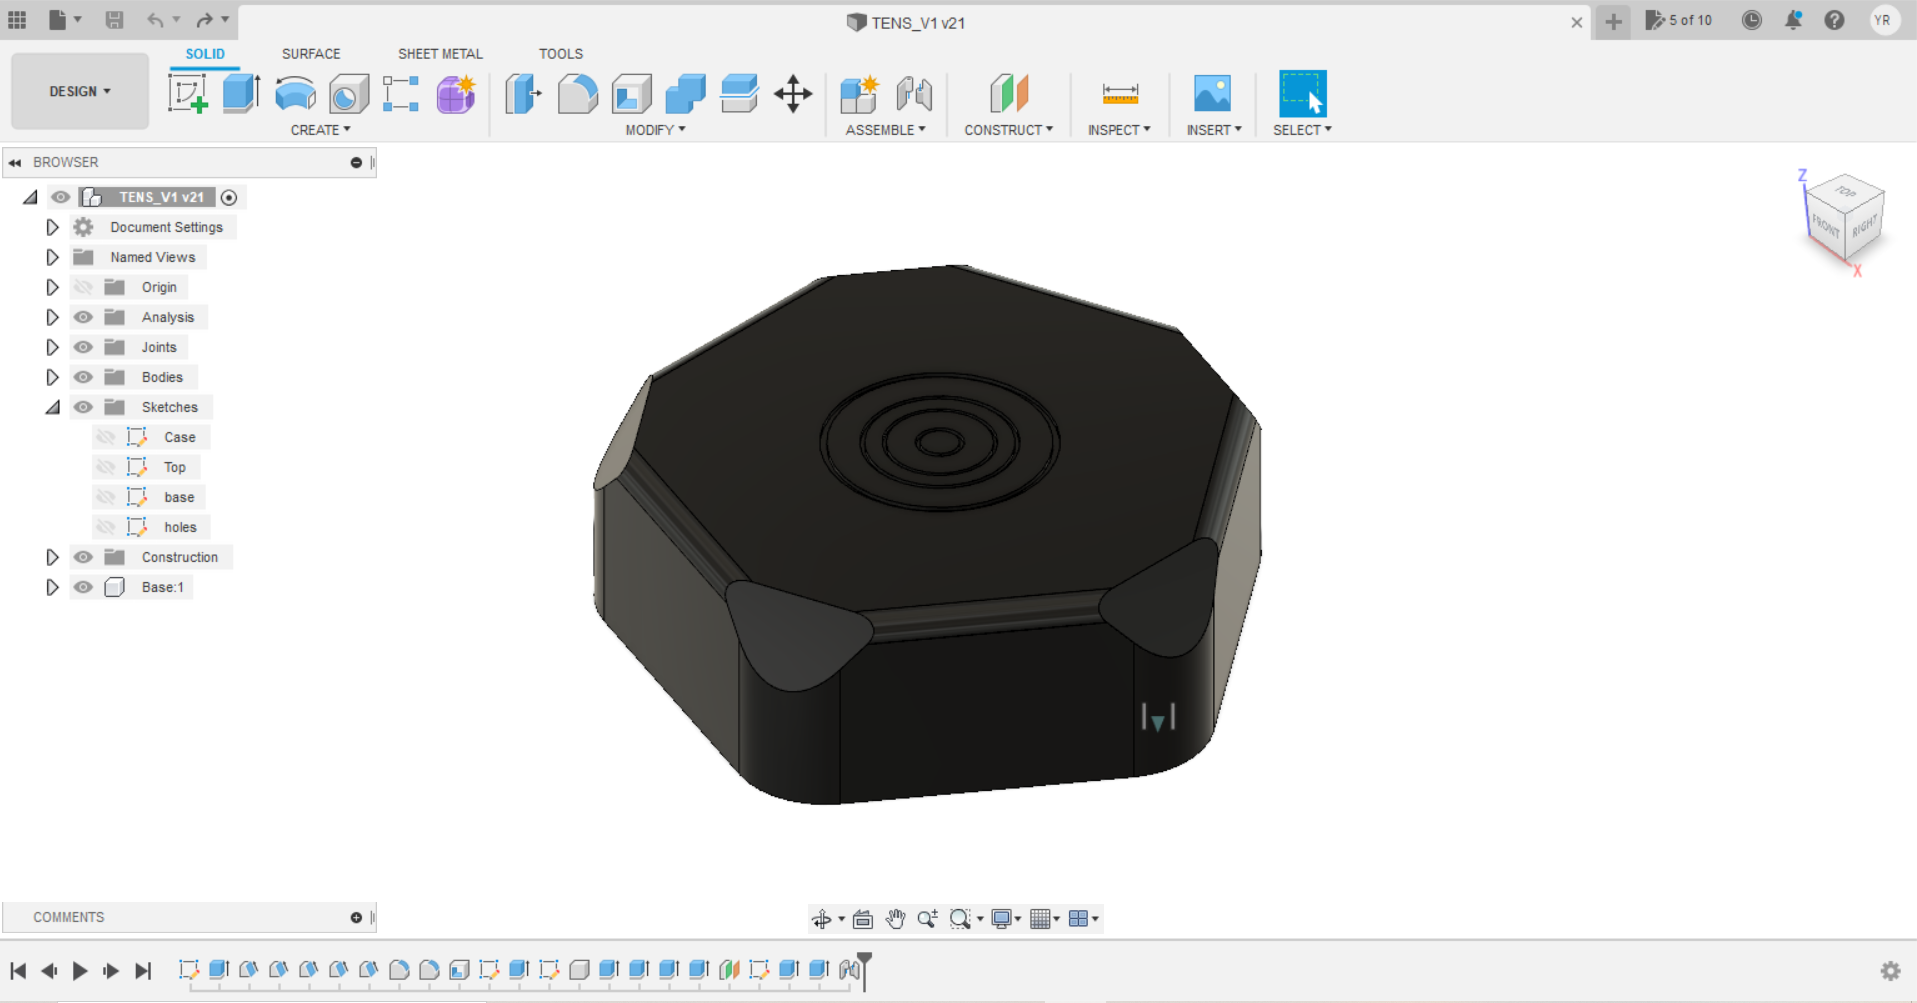 TENS_V1 v21
5 of 10
YR
SOLID
SURFACE
SHEET METAL
TOOLS
DESIGN
CREATE
MODIFY
ASSEMBLE
CONSTRUCT
INSPECT
INSERT
SELECT
BROWSER
TENS_V1 v21
Document Settings
Named Views
Origin
Analysis
Joints
Bodies
Sketches
Case
Top
base
holes
Construction
Base:1
Z
TOP
FRONT
RIGHT
X
COMMENTS